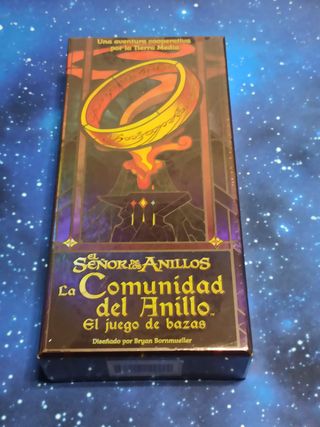 Una aventura cooperativa
por la Tierra Media
EL SEÑOR DE LOS ANILLOS
La Comunidad
del Anillo™
El juego de bazas
Diseñado por Bryan Bornmueller